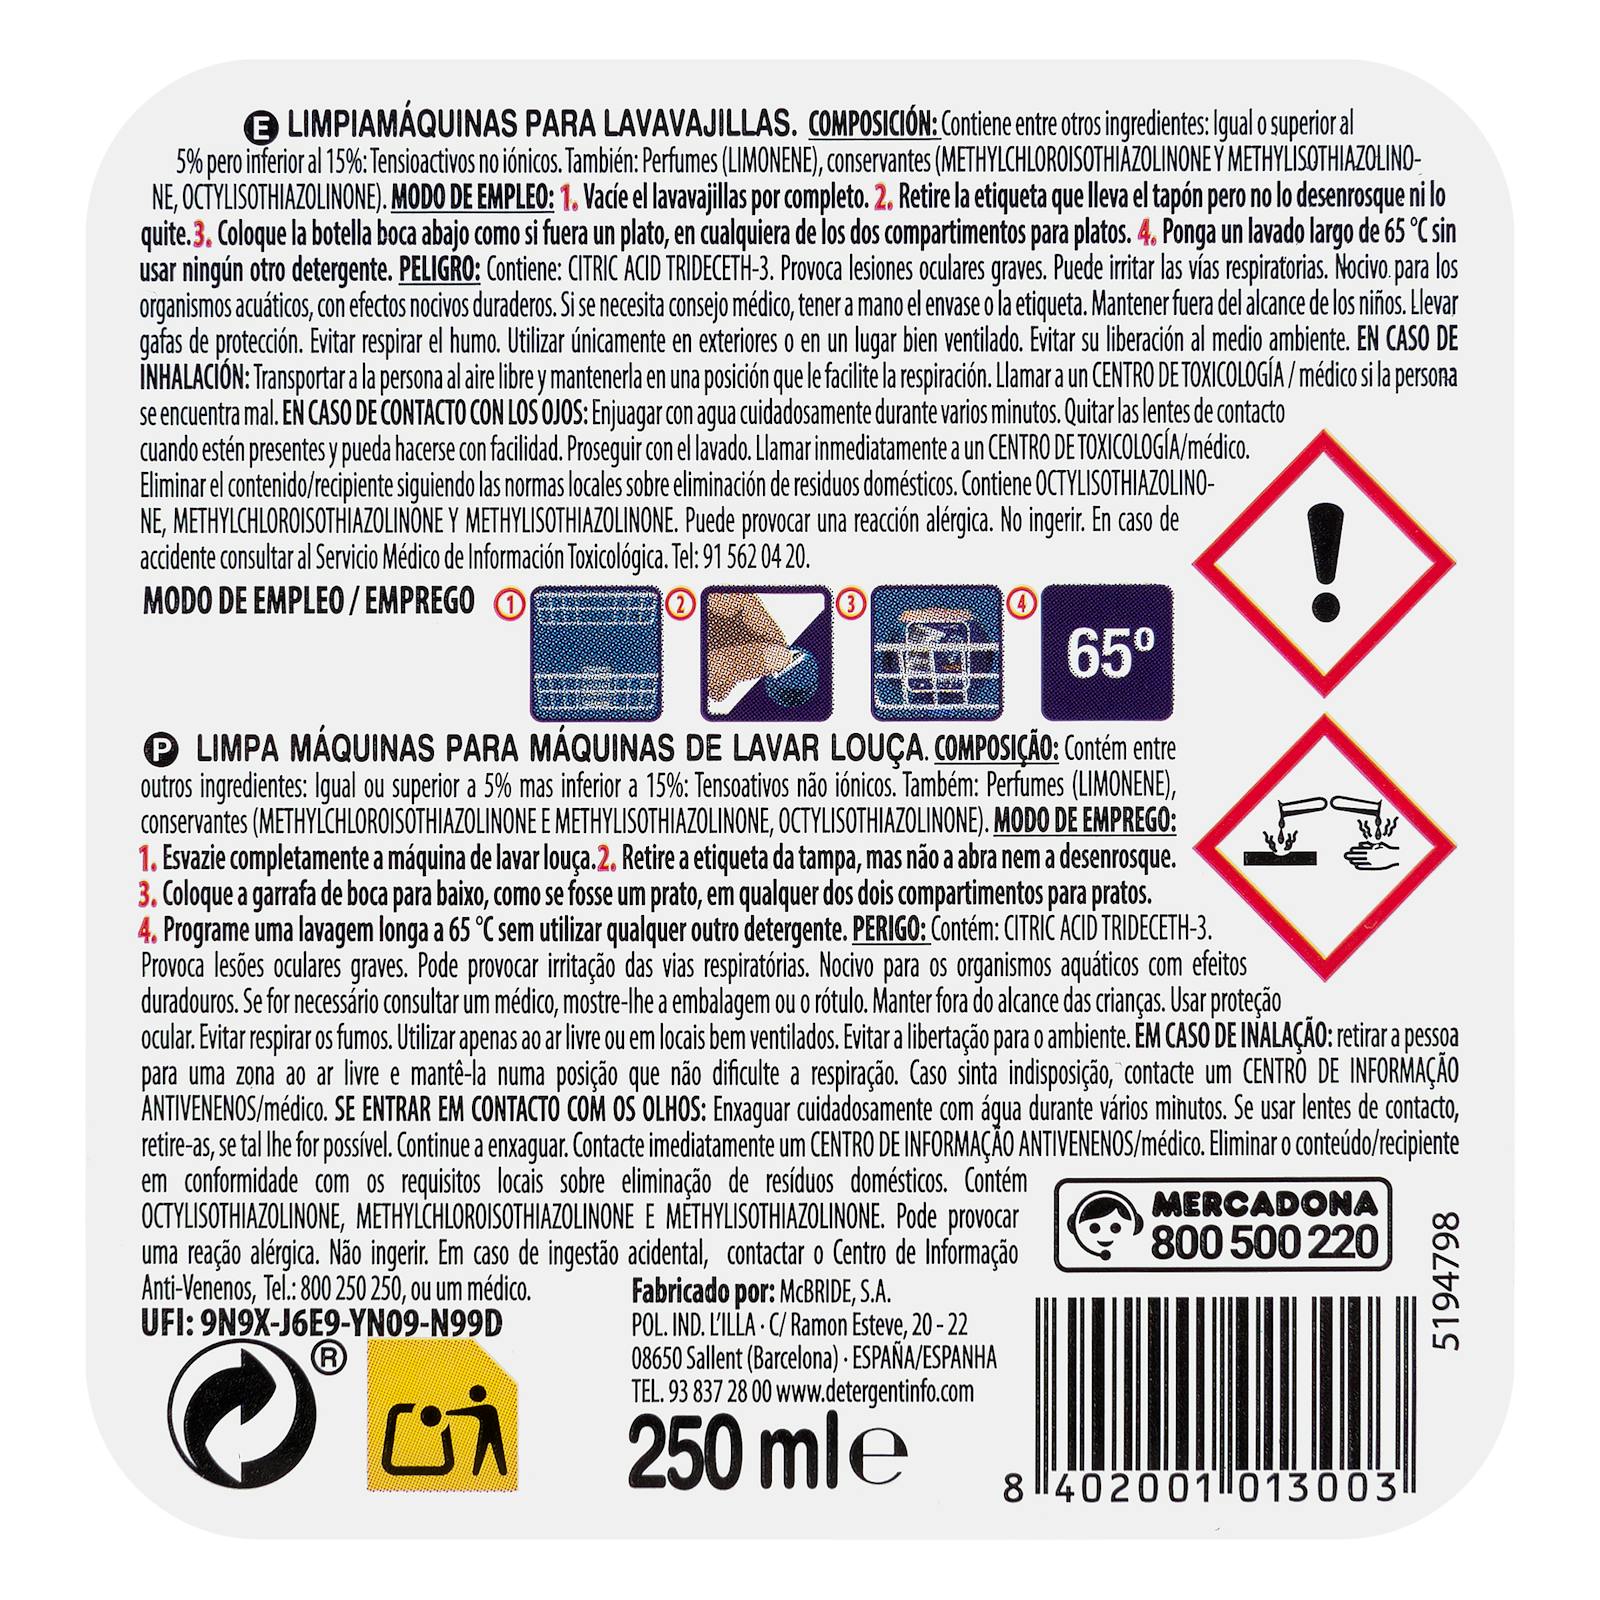 E LIMPIAMÁQUINAS PARA LAVAVAJILLAS. COMPOSICIÓN: Contiene entre otros ingredientes: Igual o superior al
5% pero inferior al 15%: Tensioactivos no iónicos. También: Perfumes (LIMONENE), conservantes (METHYLCHLOROISOTHIAZOLINONE Y METHYLISOTHIAZOLINO-
NE, OCTYLISOTHIAZOLINONE). MODO DE EMPLEO: 1. Vacíe el lavavajillas por completo. 2. Retire la etiqueta que lleva el tapón pero no lo desenrosque ni lo
quite. 3. Coloque la botella boca abajo como si fuera un plato, en cualquiera de los dos compartimentos para platos. 4. Ponga un lavado largo de 65 °C sin
usar ningún otro detergente. PELIGRO: Contiene: CITRIC ACID TRIDECETH-3. Provoca lesiones oculares graves. Puede irritar las vías respiratorias. Nocivo para los
organismos acuáticos, con efectos nocivos duraderos. Si se necesita consejo médico, tener a mano el envase o la etiqueta. Mantener fuera del alcance de los niños. Llevar
gafas de protección. Evitar respirar el humo. Utilizar únicamente en exteriores o en un lugar bien ventilado. Evitar su liberación al medio ambiente. EN CASO DE
INHALACIÓN: Transportar a la persona al aire libre y mantenerla en una posición que le facilite la respiración. Llamar a un CENTRO DE TOXICOLOGÍA / médico si la persona
se encuentra mal. EN CASO DE CONTACTO CON LOS OJOS: Enjuagar con agua cuidadosamente durante varios minutos. Quitar las lentes de contacto
cuando estén presentes y pueda hacerse con facilidad. Proseguir con el lavado. Llamar inmediatamente a un CENTRO DE TOXICOLOGÍA/médico.
Eliminar el contenido/recipiente siguiendo las normas locales sobre eliminación de residuos domésticos. Contiene OCTYLISOTHIAZOLINO-
NE, METHYLCHLOROISOTHIAZOLINONE Y METHYLISOTHIAZOLINONE. Puede provocar una reacción alérgica. No ingerir. En caso de
accidente consultar al Servicio Médico de Información Toxicológica. Tel: 91 562 04 20.
MODO DE EMPLEO / EMPREGO 1 2 3 4 65º
P LIMPA MÁQUINAS PARA MÁQUINAS DE LAVAR LOUÇA. COMPOSIÇÃO: Contém entre
outros ingredientes: Igual ou superior a 5% mas inferior a 15%: Tensoativos não iónicos. Também: Perfumes (LIMONENE),
conservantes (METHYLCHLOROISOTHIAZOLINONE E METHYLISOTHIAZOLINONE, OCTYLISOTHIAZOLINONE). MODO DE EMPREGO:
1. Esvazie completamente a máquina de lavar louça. 2. Retire a etiqueta da tampa, mas não a abra nem a desenrosque.
3. Coloque a garrafa de boca para baixo, como se fosse um prato, em qualquer dos dois compartimentos para pratos.
4. Programe uma lavagem longa a 65 °C sem utilizar qualquer outro detergente. PERIGO: Contém: CITRIC ACID TRIDECETH-3.
Provoca lesões oculares graves. Pode provocar irritação das vias respiratórias. Nocivo para os organismos aquáticos com efeitos
duradouros. Se for necessário consultar um médico, mostre-lhe a embalagem ou o rótulo. Manter fora do alcance das crianças. Usar proteção
ocular. Evitar respirar os fumos. Utilizar apenas ao ar livre ou em locais bem ventilados. Evitar a libertação para o ambiente. EM CASO DE INALAÇÃO: retirar a pessoa
para uma zona ao ar livre e mantê-la numa posição que não dificulte a respiração. Caso sinta indisposição, contacte um CENTRO DE INFORMAÇÃO
ANTIVENENOS/médico. SE ENTRAR EM CONTACTO COM OS OLHOS: Enxaguar cuidadosamente com água durante vários minutos. Se usar lentes de contacto,
retire-as, se tal lhe for possível. Continue a enxaguar. Contacte imediatamente um CENTRO DE INFORMAÇÃO ANTIVENENOS/médico. Eliminar o conteúdo/recipiente
em conformidade com os requisitos locais sobre eliminação de resíduos domésticos. Contém
OCTYLISOTHIAZOLINONE, METHYLCHLOROISOTHIAZOLINONE E METHYLISOTHIAZOLINONE. Pode provocar
uma reação alérgica. Não ingerir. Em caso de ingestão acidental, contactar o Centro de Informação
Anti-Venenos, Tel.: 800 250 250, ou um médico.
UFI: 9N9X-J6E9-YN09-N99D
®
Fabricado por: McBRIDE, S.A.
POL. IND. L'ILLA · C/ Ramon Esteve, 20 - 22
08650 Sallent (Barcelona) · ESPAÑA/ESPANHA
TEL. 93 837 28 00 www.detergentinfo.com
250 ml e
MERCADONA
800 500 220
5194798
8 402001 013003